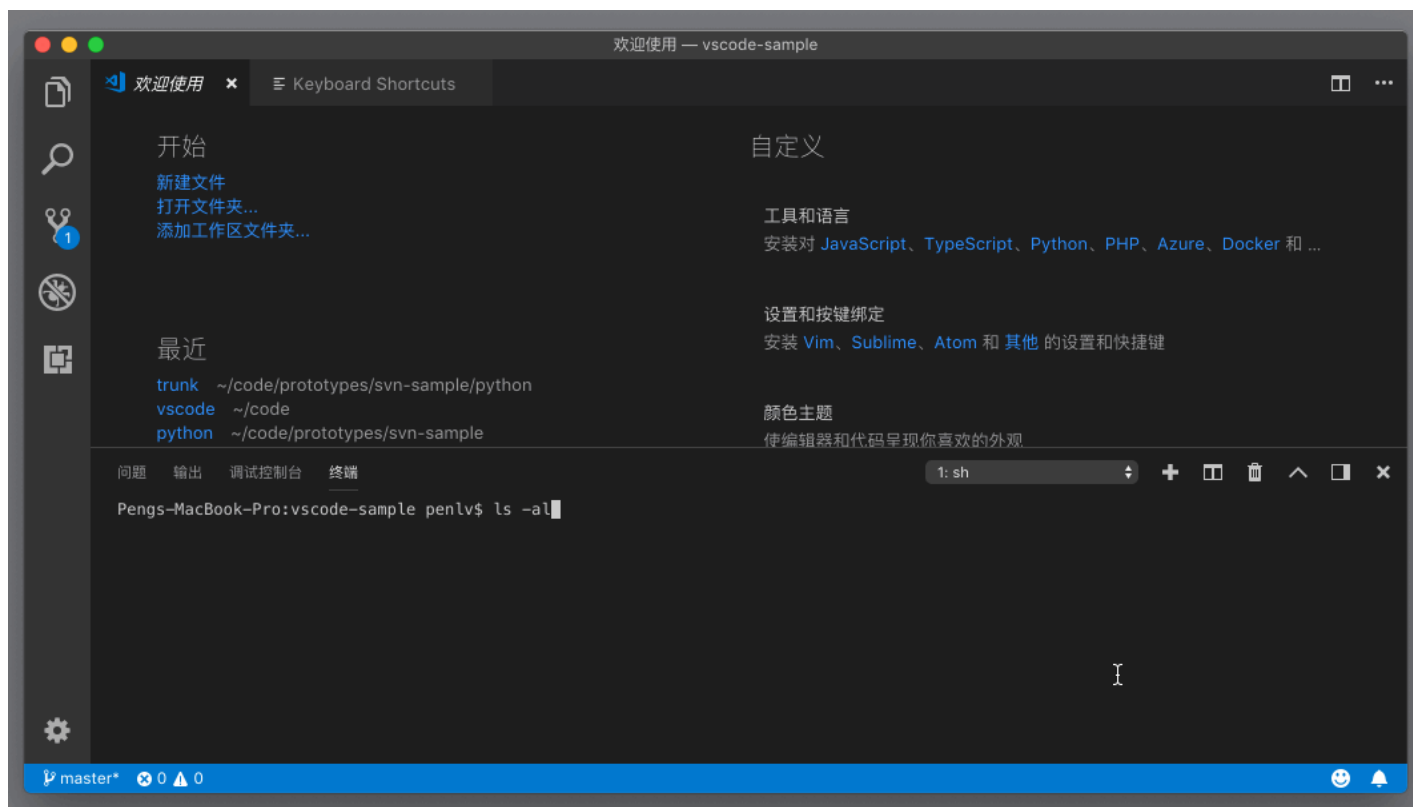 欢迎使用 — vscode-sample
欢迎使用
Keyboard Shortcuts
开始
新建文件
打开文件夹...
添加工作区文件夹...
最近
trunk ~/code/prototypes/svn-sample/python
vscode ~/code
python ~/code/prototypes/svn-sample
自定义
工具和语言
安装对 JavaScript、TypeScript、Python、PHP、Azure、Docker 和 ...
设置和按键绑定
安装 Vim、Sublime、Atom 和 其他 的设置和快捷键
颜色主题
使编辑器和代码呈现你喜欢的外观
1
问题 输出 调试控制台 终端
1: sh
Pengs-MacBook-Pro:vscode-sample penlv$ ls -al
master* 0 0